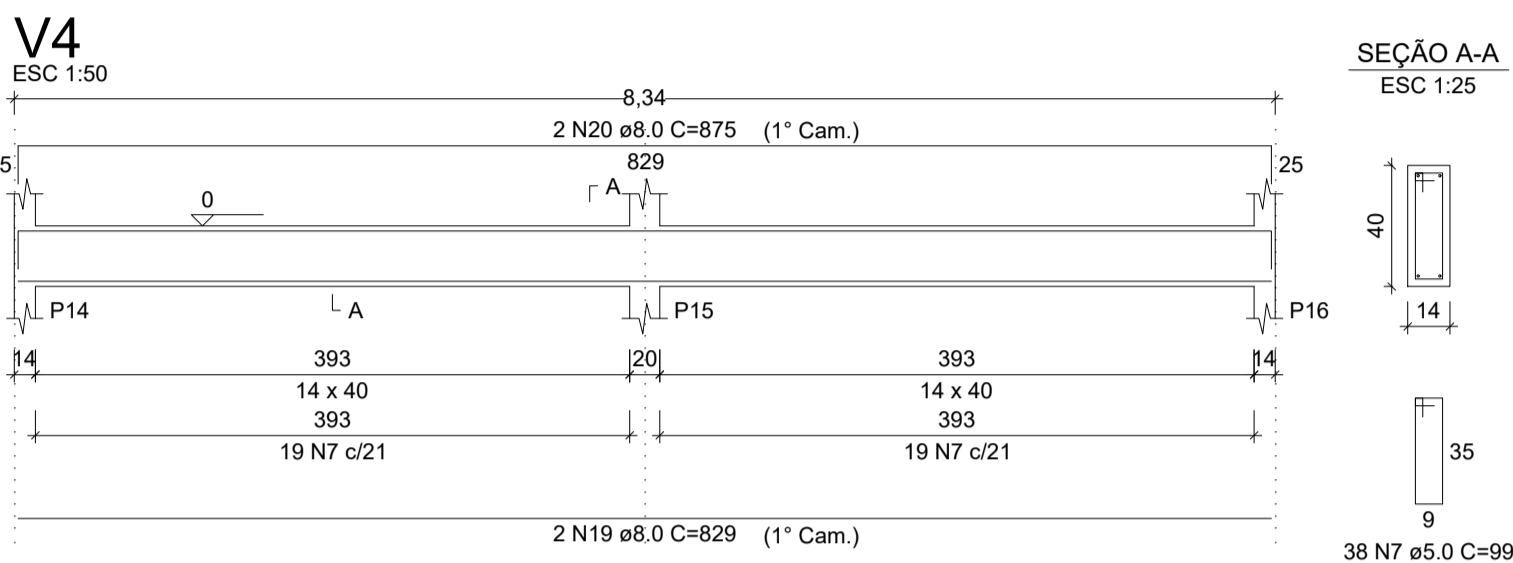 V4
ESC 1:50
SEÇÃO A-A
ESC 1:25
8,34
2 N20 ø8.0 C=875 (1° Cam.)
5
829
25
A
0
40
P14
A
P15
P16
14
14
393
20
393
14
14 x 40
14 x 40
393
393
19 N7 c/21
19 N7 c/21
35
9
2 N19 ø8.0 C=829 (1° Cam.)
38 N7 ø5.0 C=99